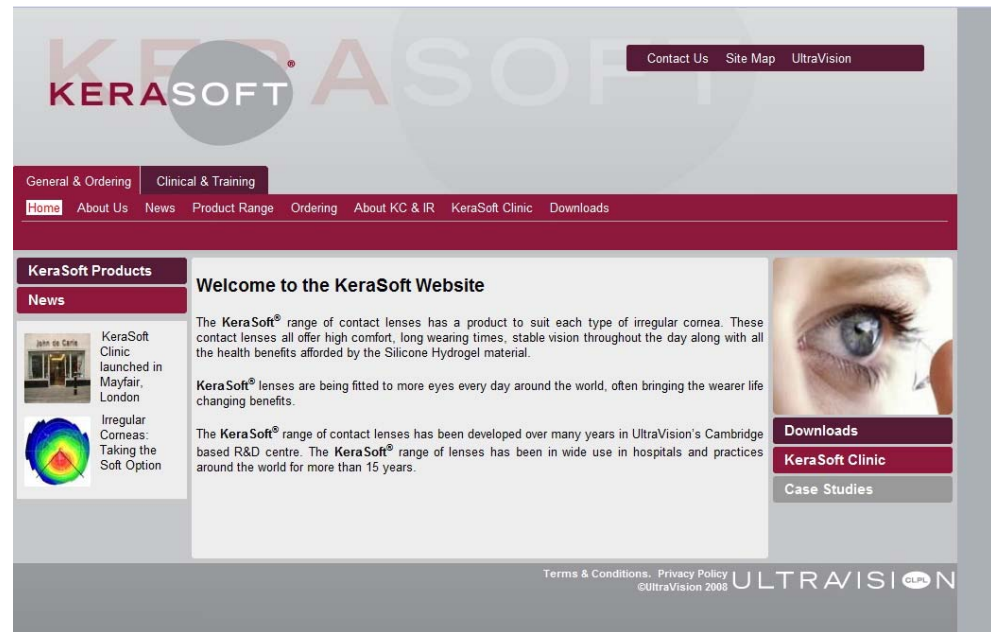 KERASOFT
KERASOFT®
Contact Us Site Map UltraVision
General & Ordering Clinical & Training
Home About Us News Product Range Ordering About KC & IR KeraSoft Clinic Downloads
KeraSoft Products
News
John de Carle
KeraSoft
Clinic
launched in
Mayfair,
London
Irregular
Corneas:
Taking the
Soft Option
Welcome to the KeraSoft Website
The KeraSoft® range of contact lenses has a product to suit each type of irregular cornea. These
contact lenses all offer high comfort, long wearing times, stable vision throughout the day along with all
the health benefits afforded by the Silicone Hydrogel material.
KeraSoft® lenses are being fitted to more eyes every day around the world, often bringing the wearer life
changing benefits.
The KeraSoft® range of contact lenses has been developed over many years in UltraVision's Cambridge
based R&D centre. The KeraSoft® range of lenses has been in wide use in hospitals and practices
around the world for more than 15 years.
Downloads
KeraSoft Clinic
Case Studies
Terms & Conditions. Privacy Policy
©UltraVision 2008
ULTRAVISION
CLPL